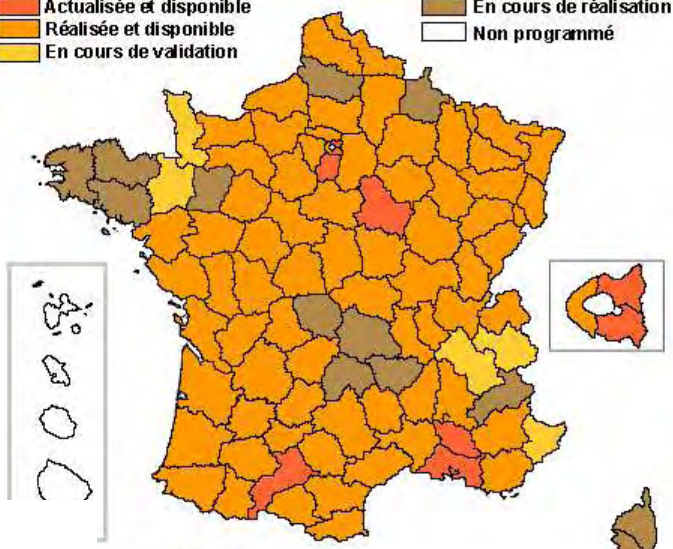 Actualisée et disponible
Réalisée et disponible
En cours de validation
En cours de réalisation
Non programmé